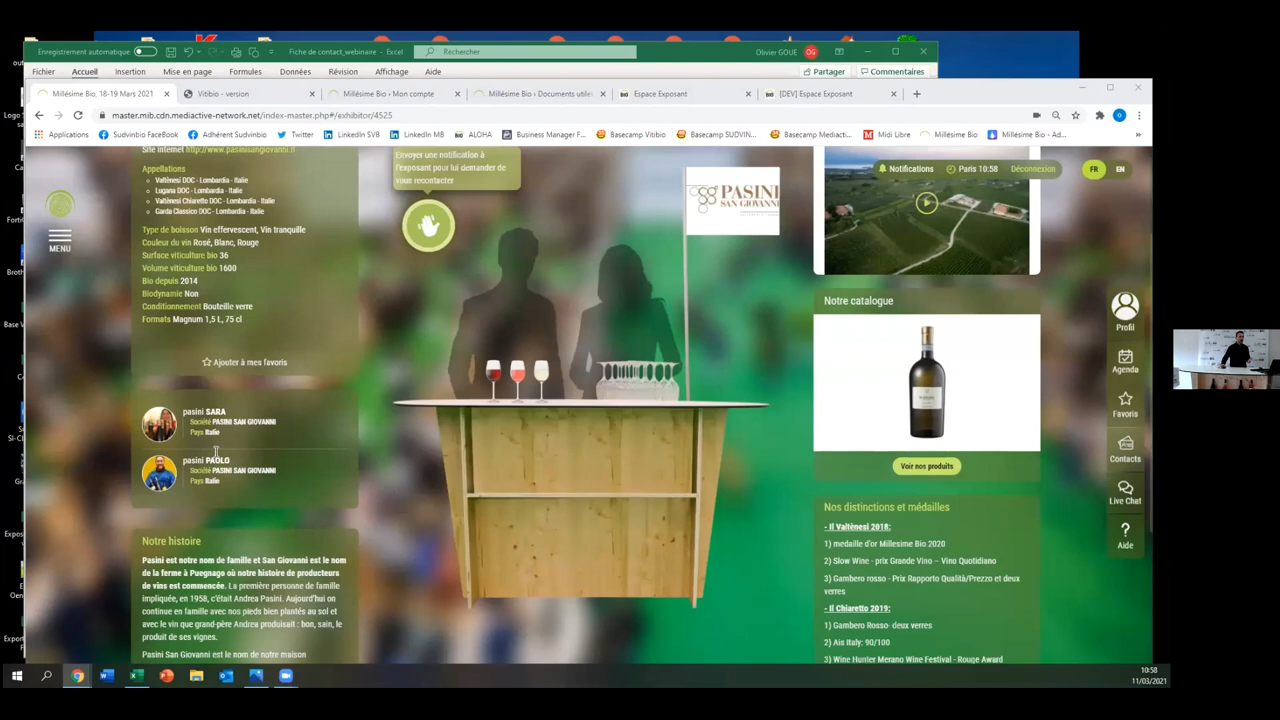 Enregistrement automatique
Fiche de contact_webinaire - Excel
Rechercher
Olivier GOUE
OG
Fichier
Accueil
Insertion
Mise en page
Formules
Données
Révision
Affichage
Aide
Partager
Commentaires
Millésime Bio, 18-19 Mars 2021
Vitibio - version
Millésime Bio › Mon compte
Millésime Bio › Documents utile
Espace Exposant
[DEV] Espace Exposant
master.mib.cdn.mediactive-network.net/index-master.php#/exhibitor/4525
Applications
Sudvinbio FaceBook
Adhérent Sudvinbio
Twitter
LinkedIn SVB
LinkedIn MB
ALOHA
Business Manager F...
Basecamp Vitibio
Basecamp SUDVIN...
Basecamp Mediacti...
Midi Libre
Millésime Bio
Millésime Bio - Ad...
MENU
Site internet http://www.pasinisangiovanni.it
Appellations
Valtènesi DOC - Lombardia - Italie
Lugana DOC - Lombardia - Italie
Valtènesi Chiaretto DOC - Lombardia - Italie
Garda Classico DOC - Lombardia - Italie
Type de boisson Vin effervescent, Vin tranquille
Couleur du vin Rosé, Blanc, Rouge
Surface viticulture bio 36
Volume viticulture bio 1600
Bio depuis 2014
Biodynamie Non
Conditionnement Bouteille verre
Formats Magnum 1,5 L, 75 cl
Ajouter à mes favoris
pasini SARA
Société PASINI SAN GIOVANNI
Pays Italie
pasini PAOLO
Société PASINI SAN GIOVANNI
Pays Italie
Notre histoire
Pasini est notre nom de famille et San Giovanni est le nom
de la ferme à Puegnago où notre histoire de producteurs
de vins est commencée. La première personne de famille
impliquée, en 1958, c'était Andrea Pasini. Aujourd'hui on
continue en famille avec nos pieds bien plantés au sol et
avec le vin que grand-père Andrea produisait : bon, sain, le
produit de ses vignes.
Pasini San Giovanni est le nom de notre maison
Envoyer une notification à
l'exposant pour lui demander de
vous recontacter
PASINI
SAN GIOVANNI
Notifications
Paris 10:58
Déconnexion
FR
EN
Notre catalogue
Voir nos produits
Nos distinctions et médailles
- Il Valtènesi 2018:
1) medaille d'or Millesime Bio 2020
2) Slow Wine - prix Grande Vino – Vino Quotidiano
3) Gambero rosso - Prix Rapporto Qualità/Prezzo et deux
verres
- Il Chiaretto 2019:
1) Gambero Rosso- deux verres
2) Ais Italy: 90/100
3) Wine Hunter Merano Wine Festival - Rouge Award
Profil
Agenda
Favoris
Contacts
Live Chat
Aide
10:58
11/03/2021